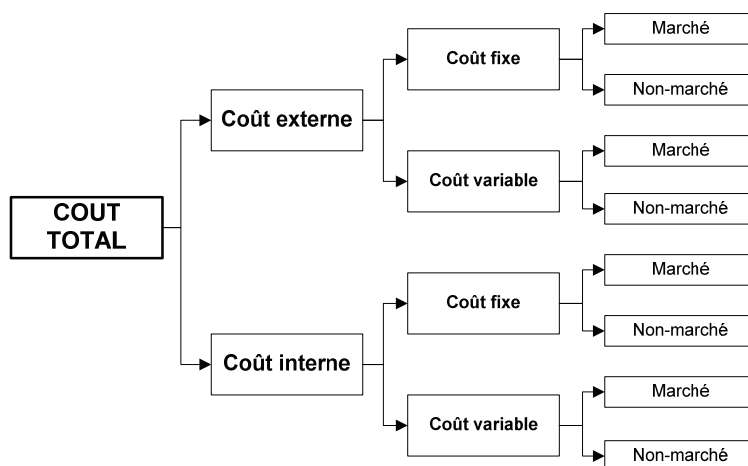 COUT
TOTAL
Coût externe
Coût fixe
Marché
Non-marché
Coût variable
Marché
Non-marché
Coût interne
Coût fixe
Marché
Non-marché
Coût variable
Marché
Non-marché